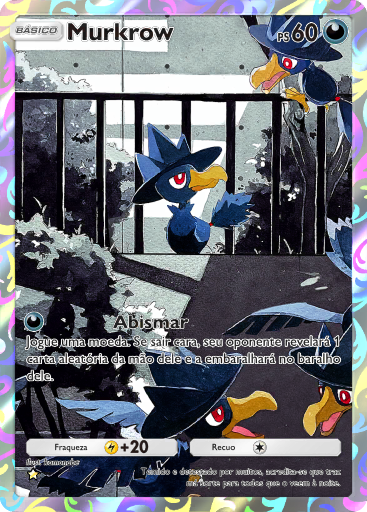 BÁSICO Murkrow PS 60
Abismar
Jogue uma moeda. Se sair cara, seu oponente revelará 1
carta aleatória da mão dele e a embaralhará no baralho
dele.
Fraqueza +20 Recuo
Ilust. Tomomoto
Temido e detestado por muitos, acredita-se que traz
má sorte para todos que o veem à noite.